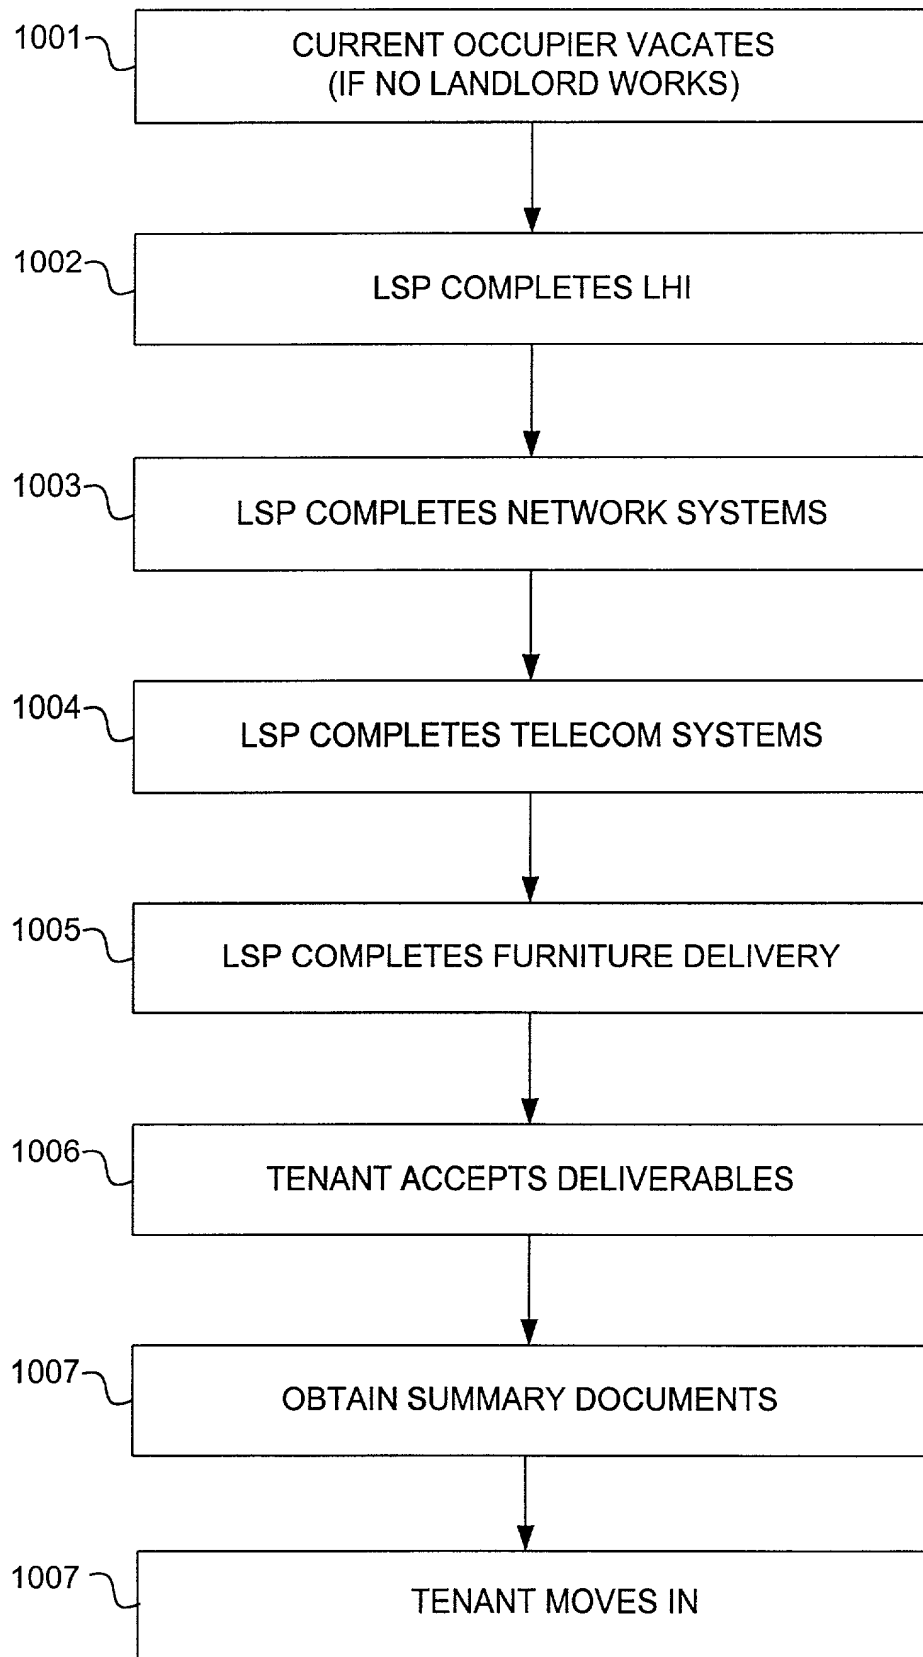 1001
CURRENT OCCUPIER VACATES
(IF NO LANDLORD WORKS)
1002
LSP COMPLETES LHI
1003
LSP COMPLETES NETWORK SYSTEMS
1004
LSP COMPLETES TELECOM SYSTEMS
1005
LSP COMPLETES FURNITURE DELIVERY
1006
TENANT ACCEPTS DELIVERABLES
1007
OBTAIN SUMMARY DOCUMENTS
1007
TENANT MOVES IN